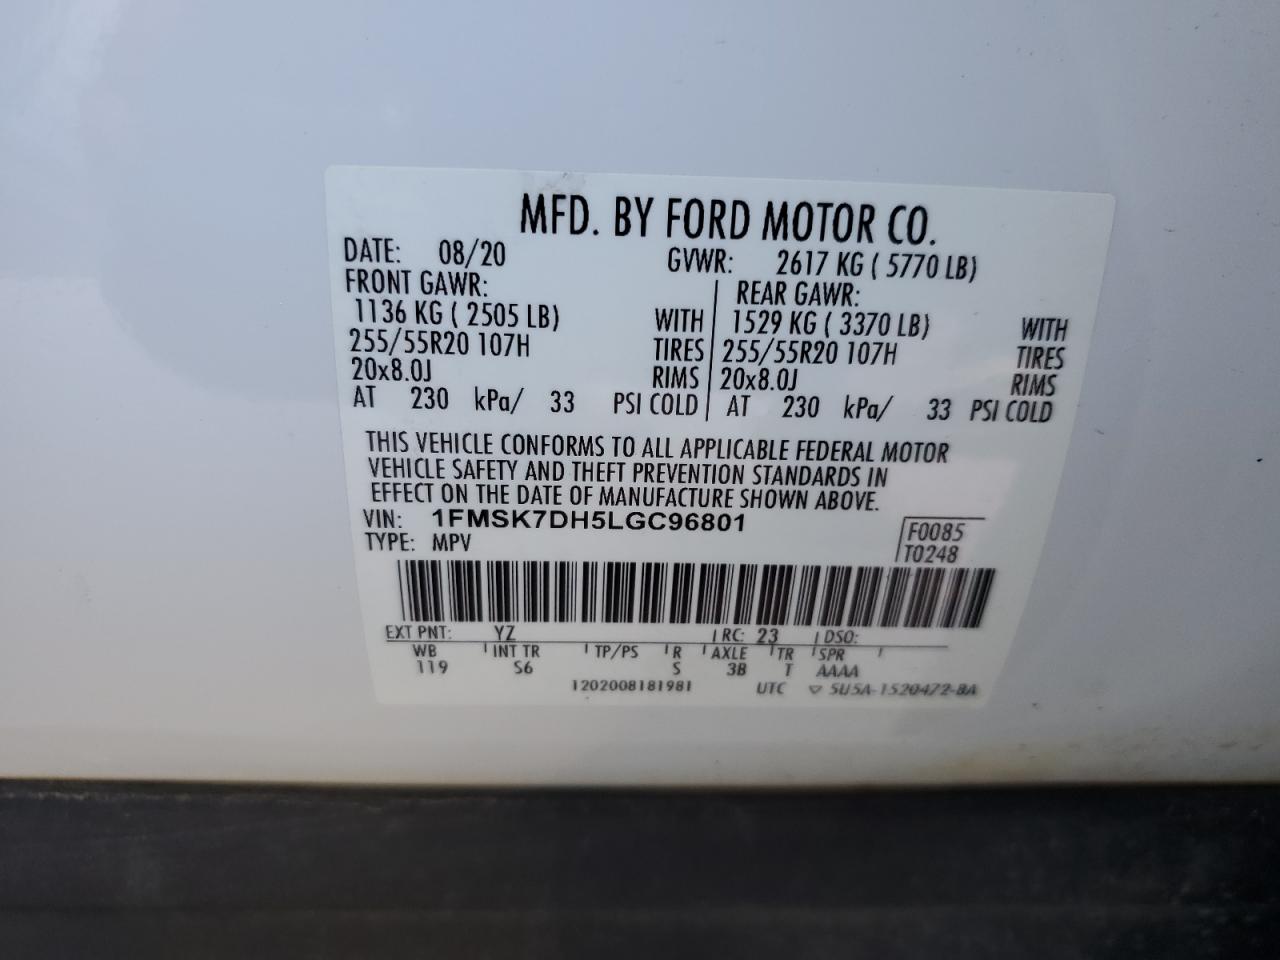 MFD. BY FORD MOTOR CO.
DATE: 08/20 GVWR: 2617 KG ( 5770 LB)
FRONT GAWR: REAR GAWR:
1136 KG ( 2505 LB) WITH 1529 KG ( 3370 LB) WITH
255/55R20 107H TIRES 255/55R20 107H TIRES
20x8.0J RIMS 20x8.0J RIMS
AT 230 kPa/ 33 PSI COLD AT 230 kPa/ 33 PSI COLD
THIS VEHICLE CONFORMS TO ALL APPLICABLE FEDERAL MOTOR
VEHICLE SAFETY AND THEFT PREVENTION STANDARDS IN
EFFECT ON THE DATE OF MANUFACTURE SHOWN ABOVE.
VIN: 1FMSK7DH5LGC96801 F0085
TYPE: MPV T0248
EXT PNT: YZ RC: 23 DSO:
WB INT TR TP/PS R AXLE TR SPR
119 S6 S 3B T AAAA
1202008181981 UTC ▽ 5U5A-1520472-BA